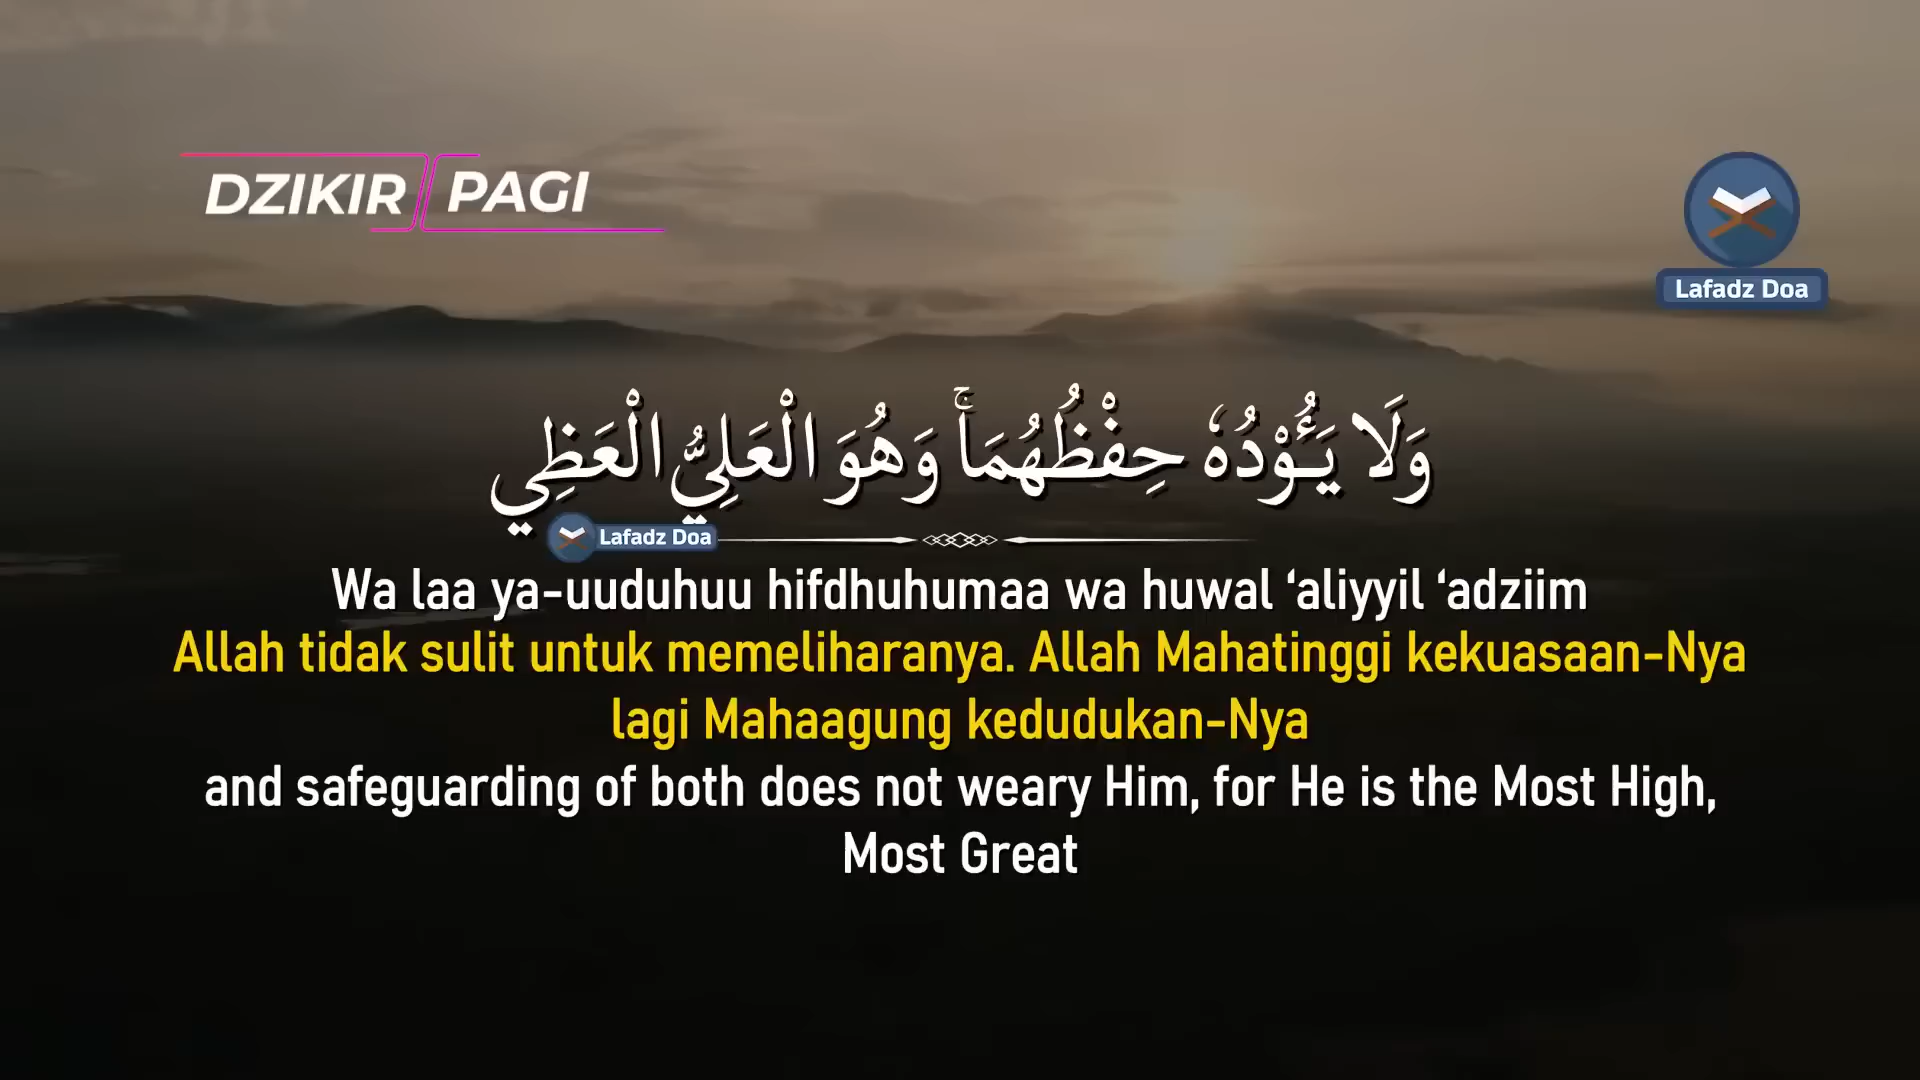 DZIKIR PAGI
Lafadz Doa
وَلَا يَـُٔوْدُهٗ حِفْظُهُمَاۚ وَهُوَ الْعَلِيُّ الْعَظِي
Lafadz Doa
Wa laa ya-uuduhuu hifdhuhumaa wa huwal ‘aliyyil ‘adziim
Allah tidak sulit untuk memeliharanya. Allah Mahatinggi kekuasaan-Nya
lagi Mahaagung kedudukan-Nya
and safeguarding of both does not weary Him, for He is the Most High,
Most Great